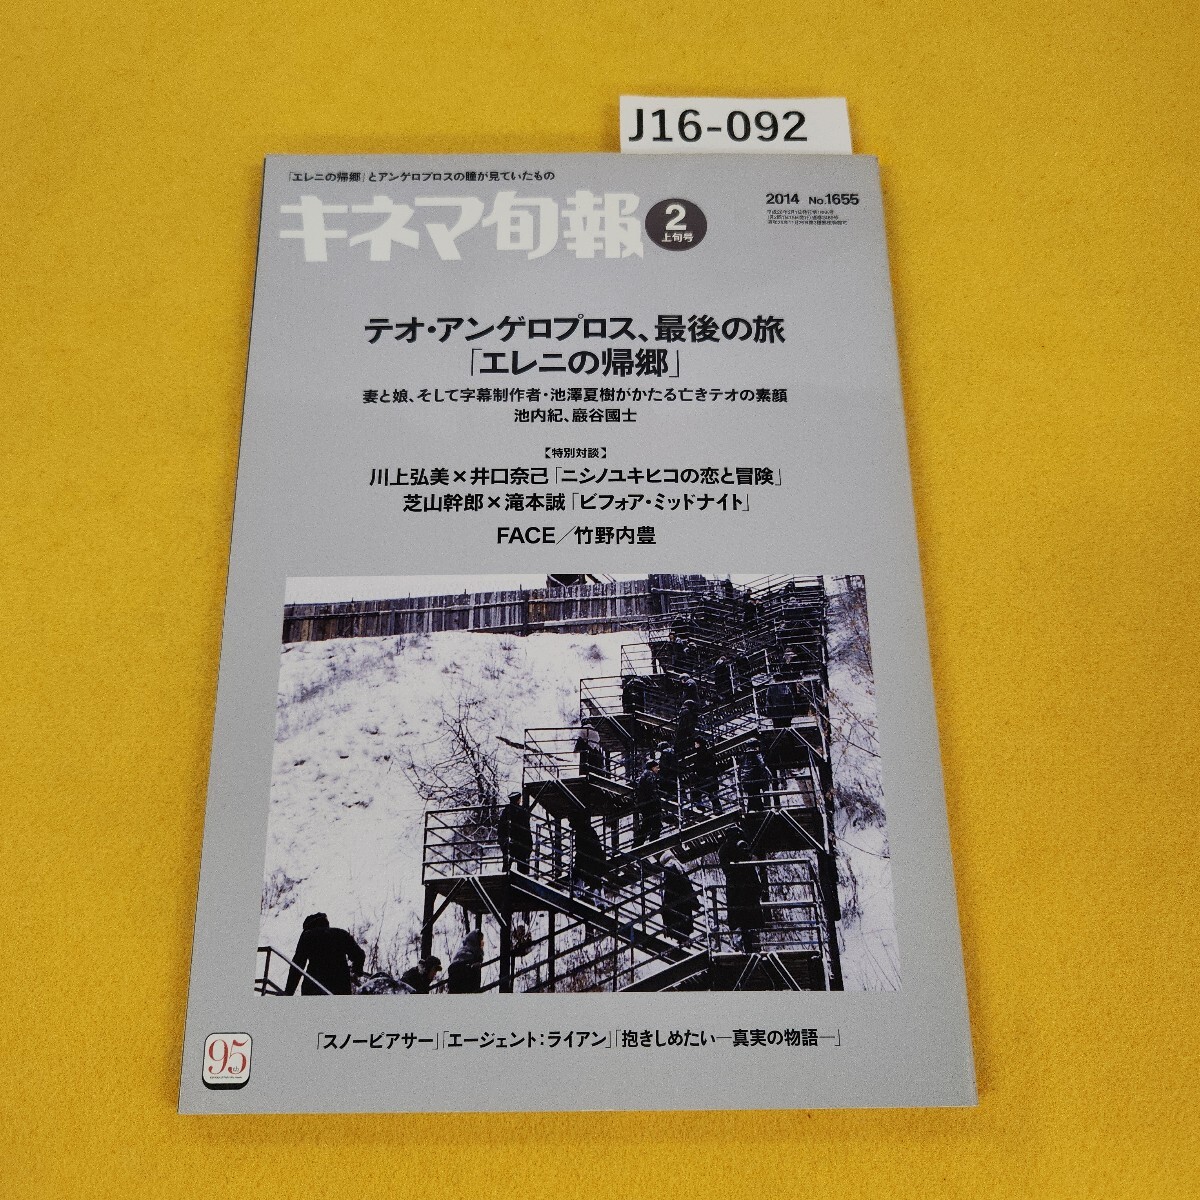 J16-092
「エレニの帰郷」とアンゲロプロスの瞳が見ていたもの
キネマ旬報
2
上旬号
2014 No.1655
テオ・アンゲロプロス、最後の旅
「エレニの帰郷」
妻と娘、そして字幕制作者・池澤夏樹がかたる亡きテオの素顔
池内紀、巖谷國士
【特別対談】
川上弘美×井口奈己「ニシノユキヒコの恋と冒険」
芝山幹郎×滝本誠「ビフォア・ミッドナイト」
FACE／竹野内豊
「スノーピアサー」「エージェント：ライアン」「抱きしめたい―真実の物語―」
95th